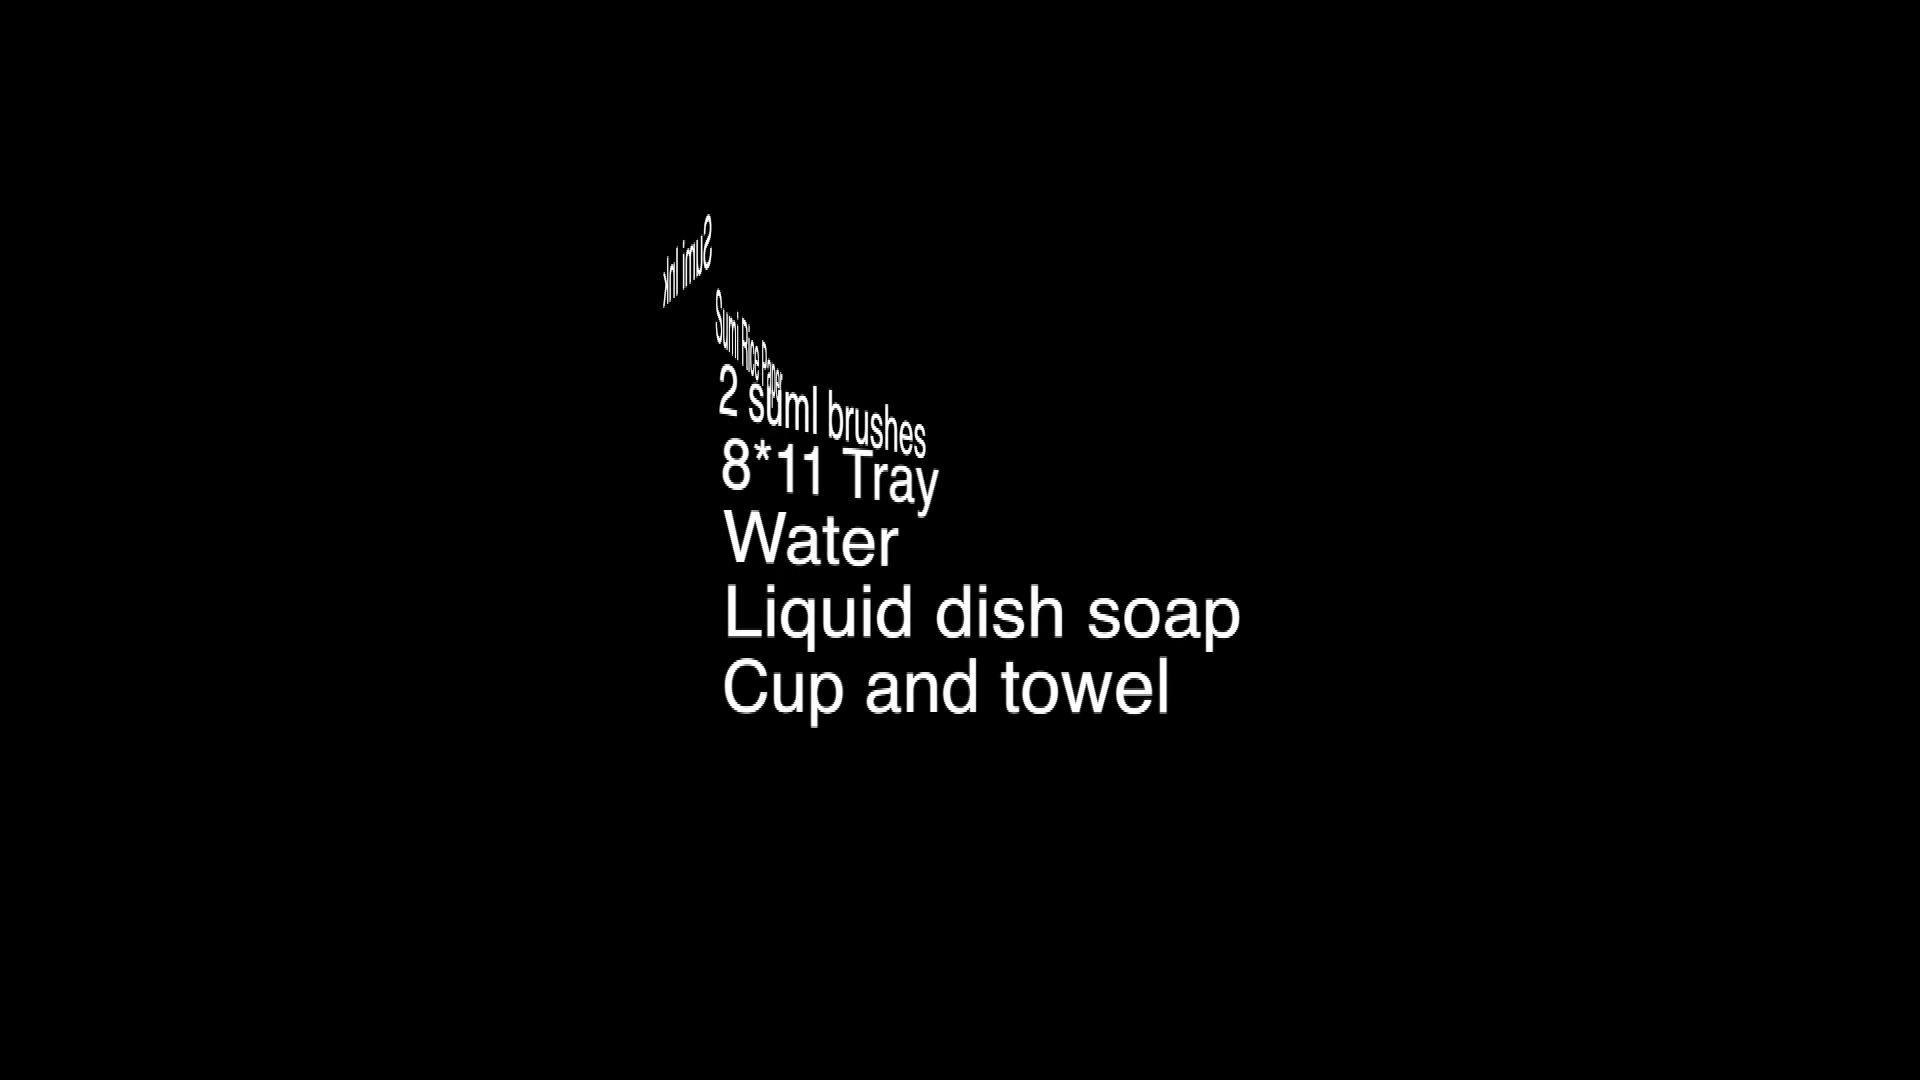 Sumi Ink
Sumi Rice Paper
2 sumI brushes
8*11 Tray
Water
Liquid dish soap
Cup and towel